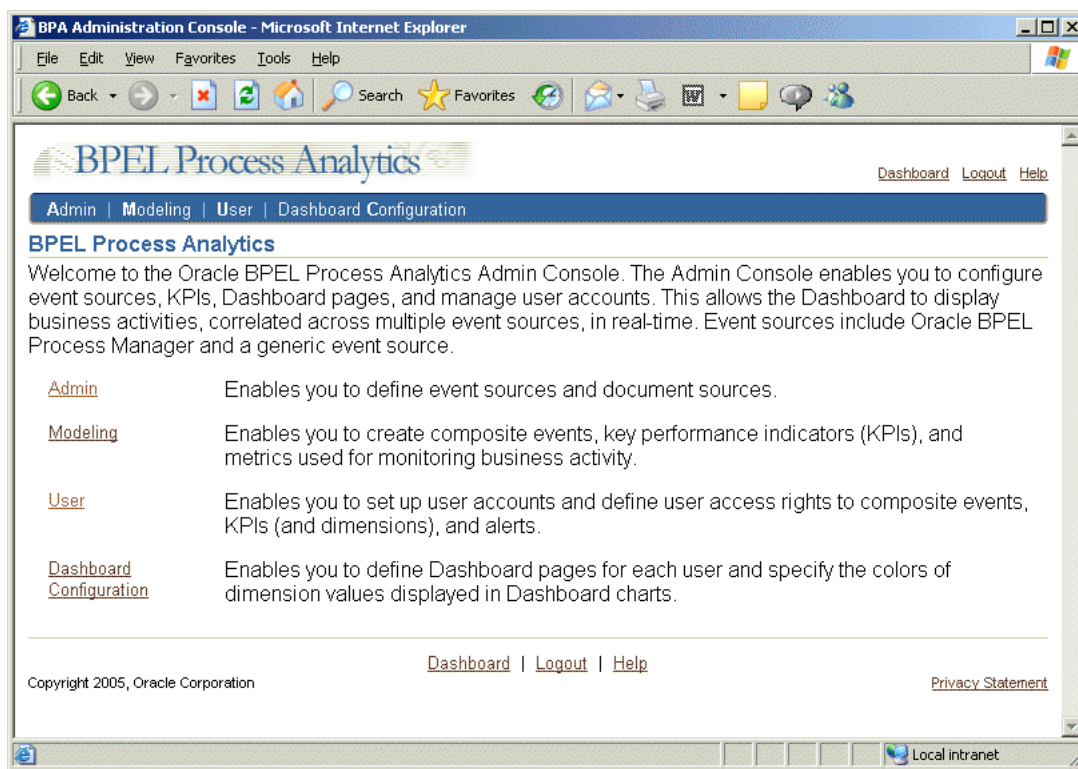 BPA Administration Console - Microsoft Internet Explorer
File Edit View Favorites Tools Help
Back Search Favorites
BPEL Process Analytics
Dashboard Logout Help
Admin | Modeling | User | Dashboard Configuration
BPEL Process Analytics
Welcome to the Oracle BPEL Process Analytics Admin Console. The Admin Console enables you to configure
event sources, KPIs, Dashboard pages, and manage user accounts. This allows the Dashboard to display
business activities, correlated across multiple event sources, in real-time. Event sources include Oracle BPEL
Process Manager and a generic event source.
Admin Enables you to define event sources and document sources.
Modeling Enables you to create composite events, key performance indicators (KPIs), and
metrics used for monitoring business activity.
User Enables you to set up user accounts and define user access rights to composite events,
KPIs (and dimensions), and alerts.
Dashboard Enables you to define Dashboard pages for each user and specify the colors of
Configuration dimension values displayed in Dashboard charts.
Dashboard | Logout | Help
Copyright 2005, Oracle Corporation Privacy Statement
Local intranet